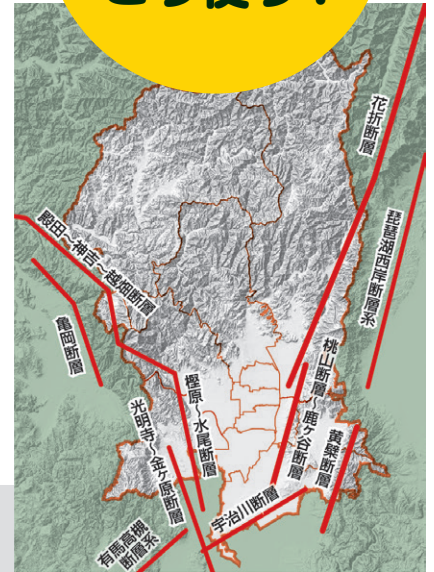 花折断層
琵琶湖西岸断層系
殿田～神吉～越畑断層
亀岡断層
桃山断層～鹿ケ谷断層
樫原～水尾断層
黄檗断層
光明寺～金ケ原断層
宇治川断層
有馬高槻
断層系